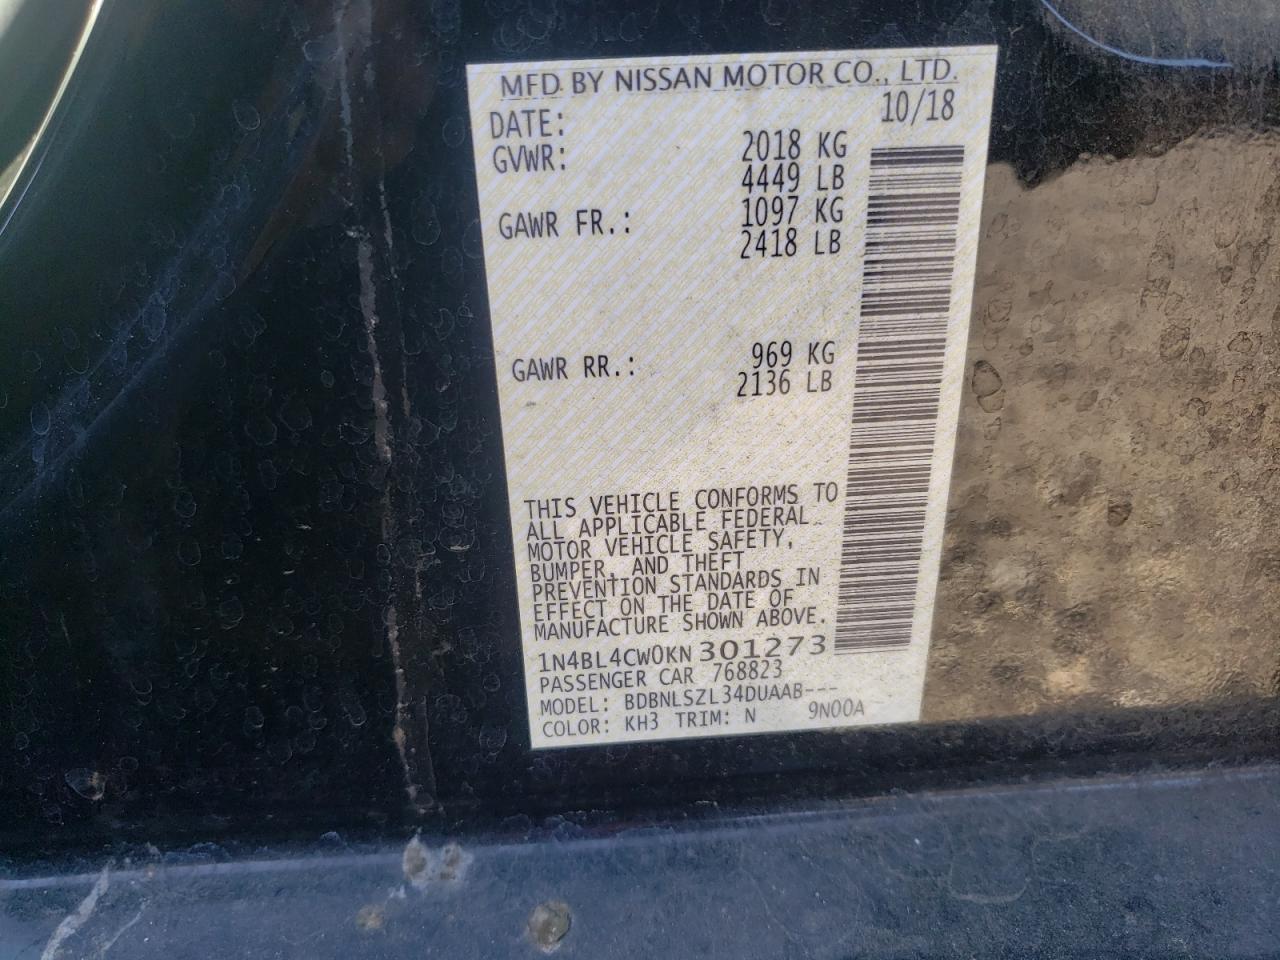 MFD BY NISSAN MOTOR CO., LTD.
DATE: 10/18
GVWR: 2018 KG
4449 LB
GAWR FR.: 1097 KG
2418 LB
GAWR RR.: 969 KG
2136 LB
THIS VEHICLE CONFORMS TO
ALL APPLICABLE FEDERAL
MOTOR VEHICLE SAFETY,
BUMPER, AND THEFT
PREVENTION STANDARDS IN
EFFECT ON THE DATE OF
MANUFACTURE SHOWN ABOVE.
1N4BL4CW0KN301273
PASSENGER CAR 768823
MODEL: BDBNLSZL34DUAAB---
COLOR: KH3 TRIM: N 9N00A